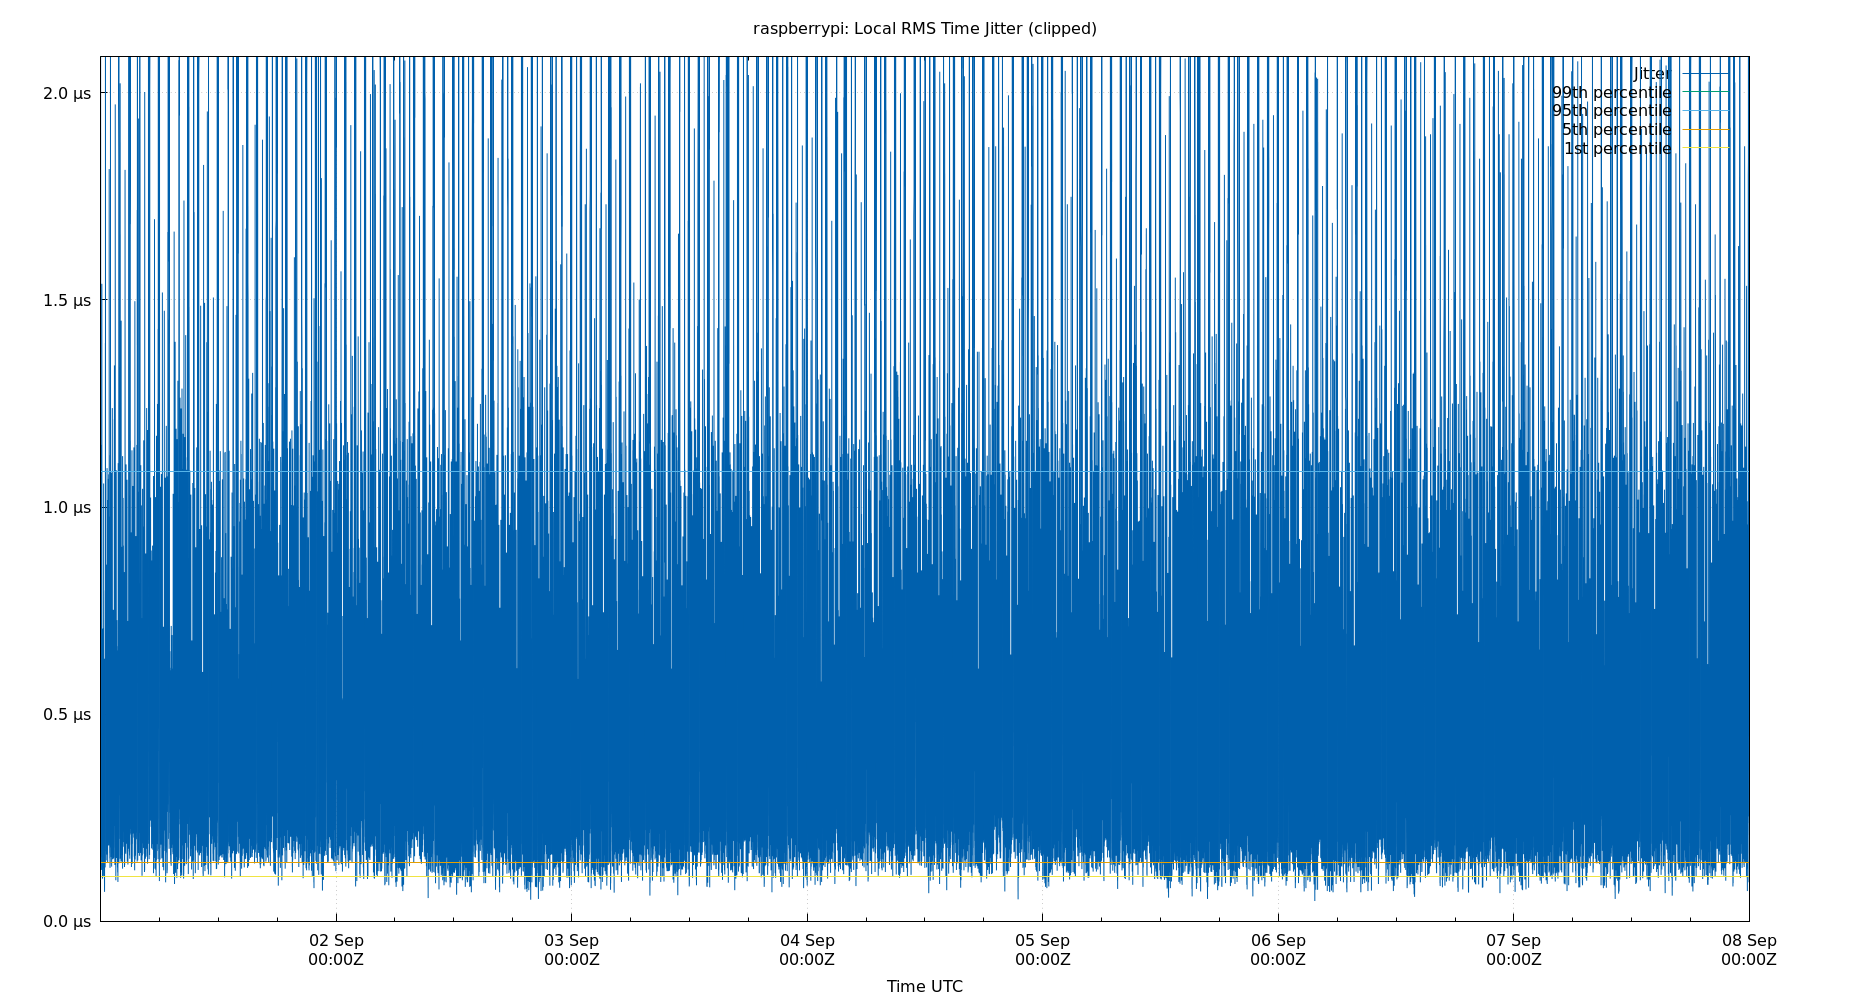 raspberrypi: Local RMS Time Jitter (clipped)
2.0 µs
1.5 µs
1.0 µs
0.5 µs
0.0 µs
Jitter
99th percentile
95th percentile
5th percentile
1st percentile
02 Sep
00:00Z
03 Sep
00:00Z
04 Sep
00:00Z
05 Sep
00:00Z
06 Sep
00:00Z
07 Sep
00:00Z
08 Sep
00:00Z
Time UTC